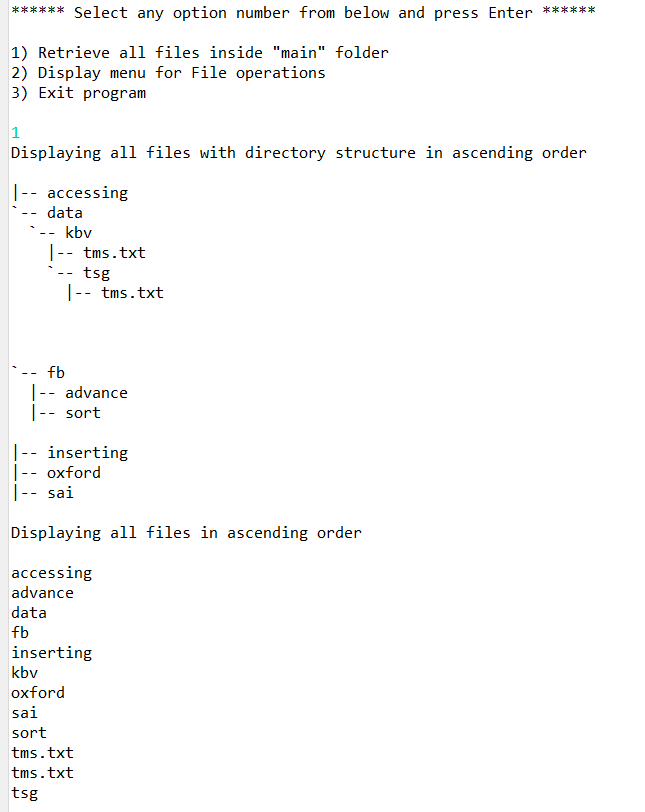 ****** Select any option number from below and press Enter ******
1) Retrieve all files inside "main" folder
2) Display menu for File operations
3) Exit program
1
Displaying all files with directory structure in ascending order
|-- accessing
`-- data
  `-- kbv
    |-- tms.txt
    `-- tsg
      |-- tms.txt
`-- fb
  |-- advance
  |-- sort
|-- inserting
|-- oxford
|-- sai
Displaying all files in ascending order
accessing
advance
data
fb
inserting
kbv
oxford
sai
sort
tms.txt
tms.txt
tsg